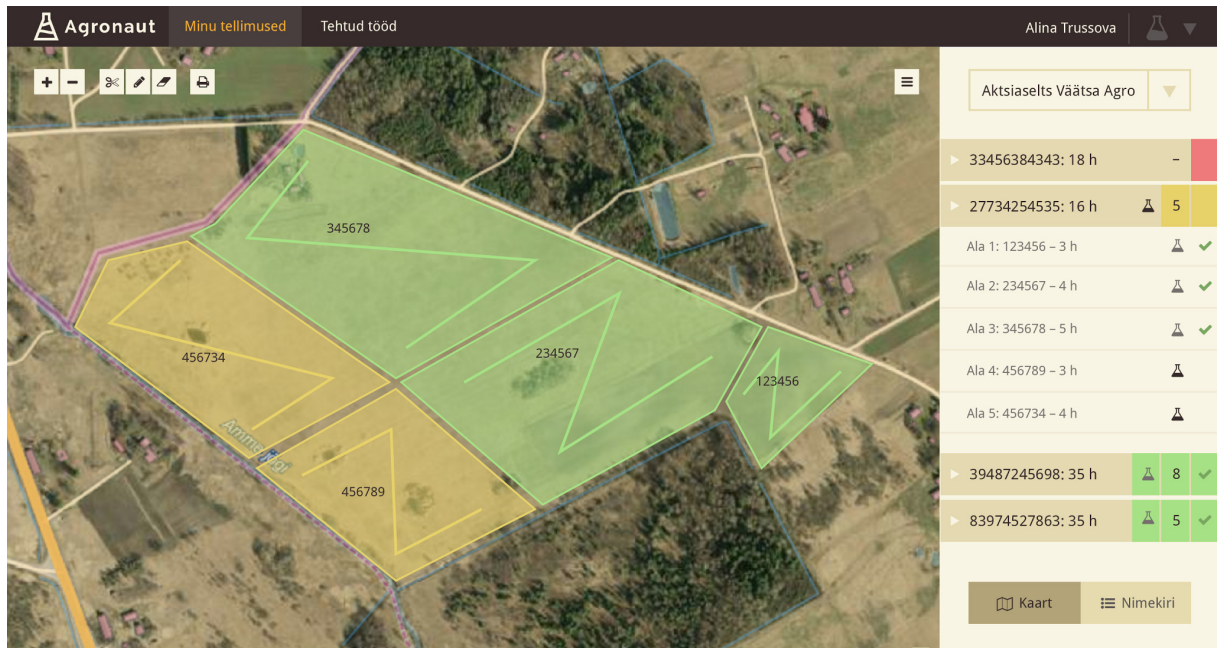 Agronaut
Minu tellimused
Tehtud tööd
Alina Trussova
Aktsiaselts Väätsa Agro
33456384343: 18 h –
27734254535: 16 h 5
Ala 1: 123456 – 3 h
Ala 2: 234567 – 4 h
Ala 3: 345678 – 5 h
Ala 4: 456789 – 3 h
Ala 5: 456734 – 4 h
39487245698: 35 h 8
83974527863: 35 h 5
Kaart
Nimekiri
345678
456734
234567
123456
456789
Amme jõgi